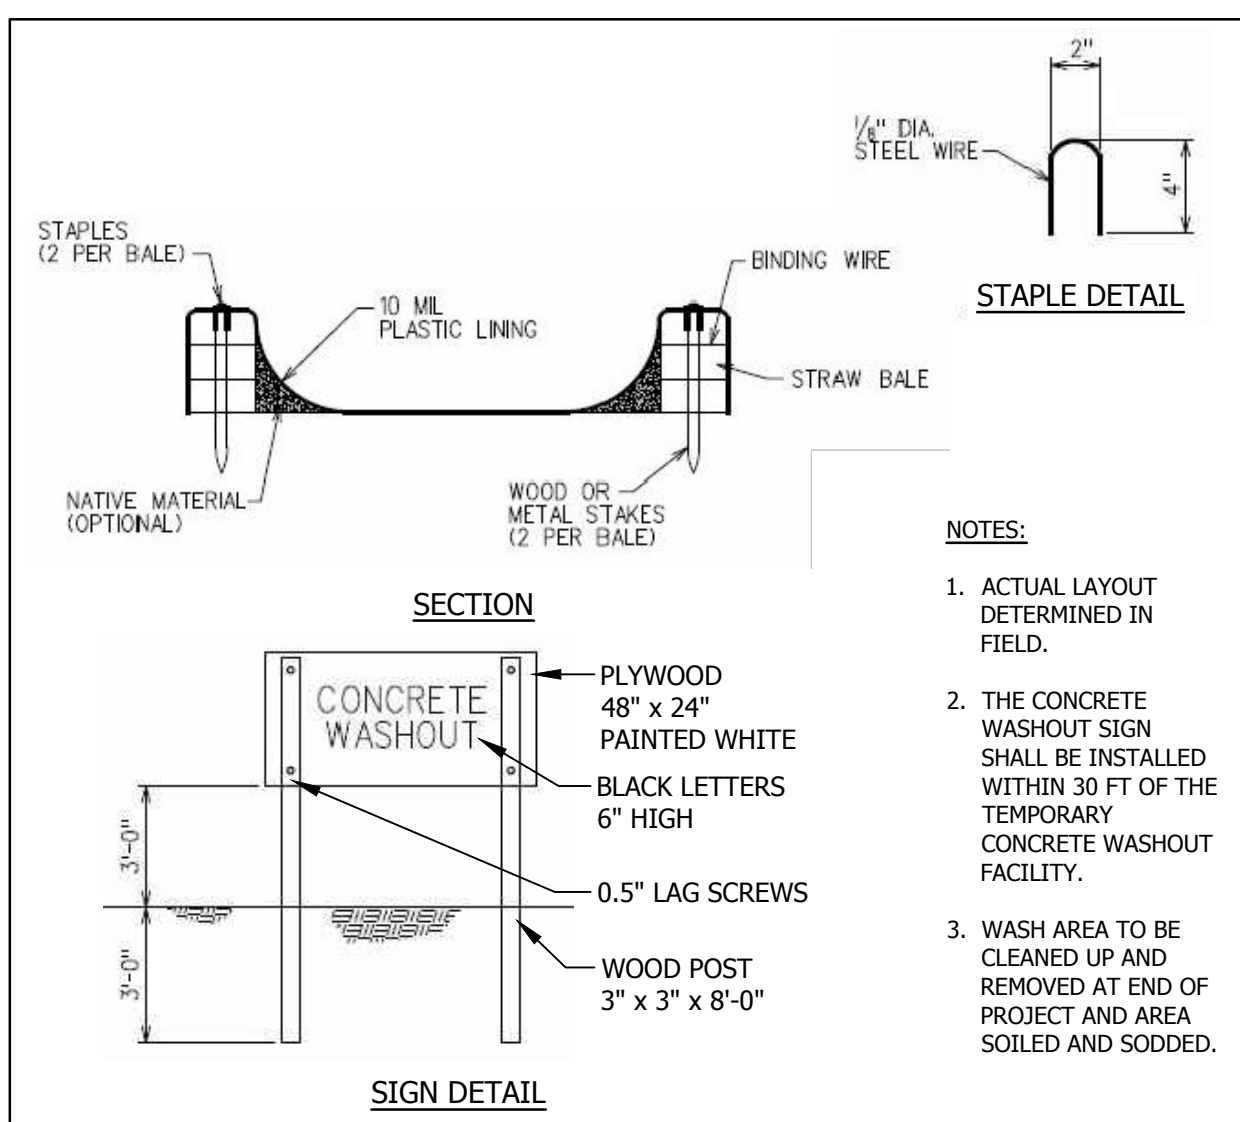 2"
1/8" DIA.
STEEL WIRE
4"
STAPLE DETAIL
STAPLES
(2 PER BALE)
10 MIL
PLASTIC LINING
BINDING WIRE
STRAW BALE
NATIVE MATERIAL
(OPTIONAL)
WOOD OR
METAL STAKES
(2 PER BALE)
SECTION
CONCRETE
WASHOUT
PLYWOOD
48" x 24"
PAINTED WHITE
BLACK LETTERS
6" HIGH
3'-0"
0.5" LAG SCREWS
3'-0"
WOOD POST
3" x 3" x 8'-0"
SIGN DETAIL
NOTES:
1. ACTUAL LAYOUT
DETERMINED IN
FIELD.
2. THE CONCRETE
WASHOUT SIGN
SHALL BE INSTALLED
WITHIN 30 FT OF THE
TEMPORARY
CONCRETE WASHOUT
FACILITY.
3. WASH AREA TO BE
CLEANED UP AND
REMOVED AT END OF
PROJECT AND AREA
SOILED AND SODDED.